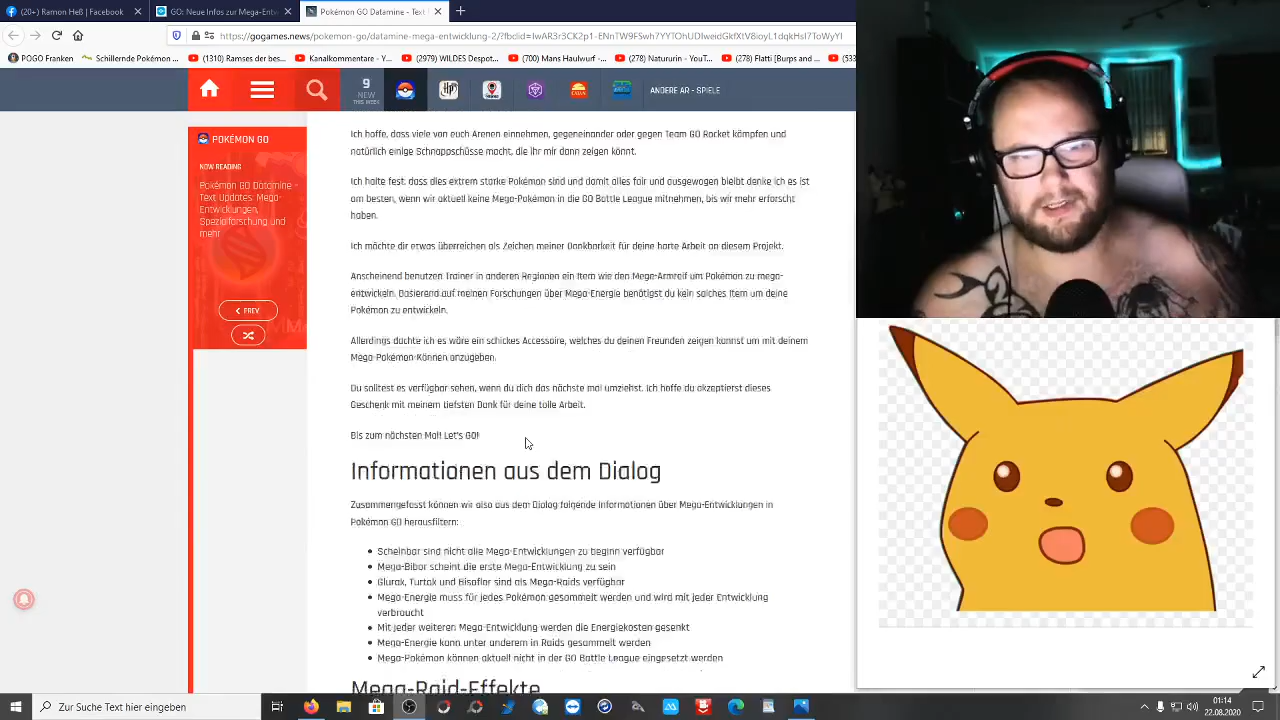 (20+) Ramon Heß | Facebook
GO: Neue Infos zur Mega-Entw
Pokémon GO Datamine - Text
https://gogames.news/pokemon-go/datamine-mega-entwicklung-2/?fbclid=
POGO Franken
Schillernde Pokémon ...
(1310) Ramses der bes...
Kanalkommentare - Y...
(2979) WILDES Despot...
(700) Mans Haulwurf -...
(278) Naturruin - YouT...
(278) Flatti [Burps and ...
(533
9
NEW
THIS WEEK
ANDERE AR - SPIELE
POKÉMON GO
NOW READING
Pokémon GO Datamine -
Text Updates: Mega-
Entwicklungen,
Spezialforschung und
mehr
PREV
Ich hoffe, dass viele von euch Arenen einnehmen, gegeneinander oder gegen Team GO Rocket kämpfen und
natürlich einige Schnappschüsse macht, die ihr mir dann zeigen könnt.
Ich halte fest, dass dies extrem starke Pokémon sind und damit alles fair und ausgewogen bleibt denke ich es ist
am besten, wenn wir aktuell keine Mega-Pokémon in die GO Battle League mitnehmen, bis wir mehr erforscht
haben.
Ich möchte dir etwas überreichen als Zeichen meiner Dankbarkeit für deine harte Arbeit an diesem Projekt.
Anscheinend benutzen Trainer in anderen Regionen ein Item wie den Mega-Armreif um Pokémon zu mega-
entwickeln. Basierend auf meinen Forschungen über Mega-Energie benötigst du kein solches Item um deine
Pokémon zu entwickeln.
Allerdings dachte ich es wäre ein schickes Accessoire, welches du deinen Freunden zeigen kannst um mit deinem
Mega-Pokémon-Können anzugeben.
Du solltest es verfügbar sehen, wenn du dich das nächste mal umziehst. Ich hoffe du akzeptierst dieses
Geschenk mit meinem tiefsten Dank für deine tolle Arbeit.
Bis zum nächsten Mal! Let's GO!
Informationen aus dem Dialog
Zusammengefasst können wir also aus dem Dialog folgende Informationen über Mega-Entwicklungen in
Pokémon GO herausfiltern:
Scheinbar sind nicht alle Mega-Entwicklungen zu beginn verfügbar
Mega-Bibor scheint die erste Mega-Entwicklung zu sein
Glurak, Turtok und Bisaflor sind als Mega-Raids verfügbar
Mega-Energie muss für jedes Pokémon gesammelt werden und wird mit jeder Entwicklung
verbraucht
Mit jeder weiteren Mega-Entwicklung werden die Energiekosten gesenkt
Mega-Energie kann unter anderem in Raids gesammelt werden
Mega-Pokémon können aktuell nicht in der GO Battle League eingesetzt werden
Mega-Raid-Effekte
Zur Suche Text hier eingeben
01:14
22.08.2020